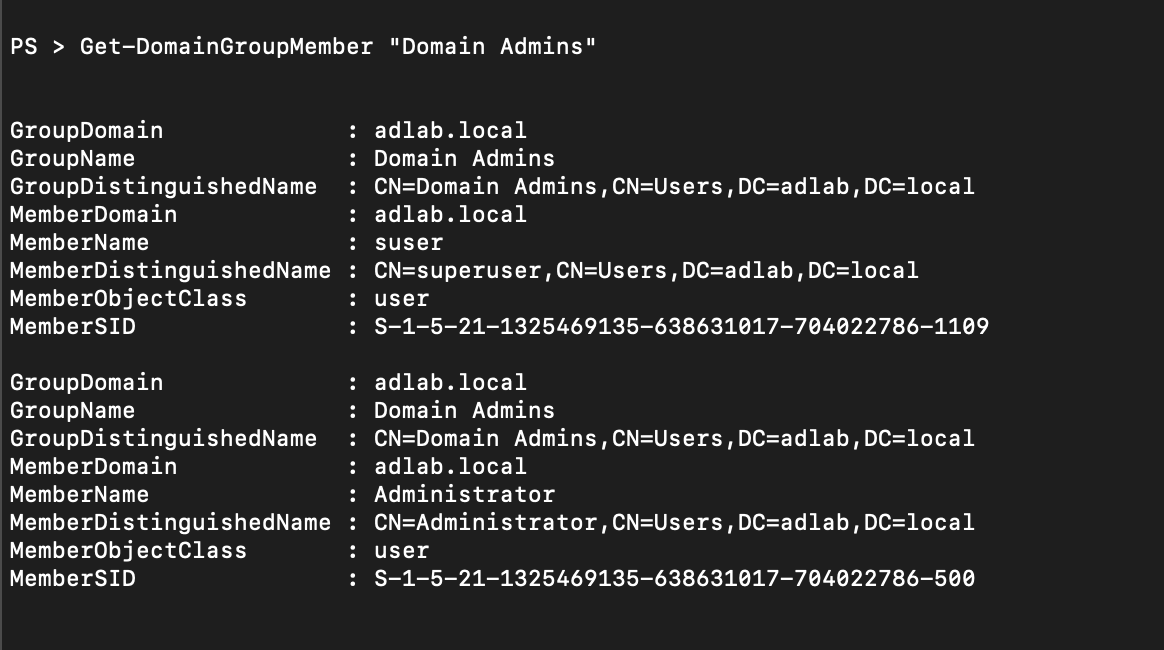 PS > Get-DomainGroupMember "Domain Admins"
GroupDomain             : adlab.local
GroupName               : Domain Admins
GroupDistinguishedName  : CN=Domain Admins,CN=Users,DC=adlab,DC=local
MemberDomain            : adlab.local
MemberName              : suser
MemberDistinguishedName : CN=superuser,CN=Users,DC=adlab,DC=local
MemberObjectClass       : user
MemberSID               : S-1-5-21-1325469135-638631017-704022786-1109
GroupDomain             : adlab.local
GroupName               : Domain Admins
GroupDistinguishedName  : CN=Domain Admins,CN=Users,DC=adlab,DC=local
MemberDomain            : adlab.local
MemberName              : Administrator
MemberDistinguishedName : CN=Administrator,CN=Users,DC=adlab,DC=local
MemberObjectClass       : user
MemberSID               : S-1-5-21-1325469135-638631017-704022786-500